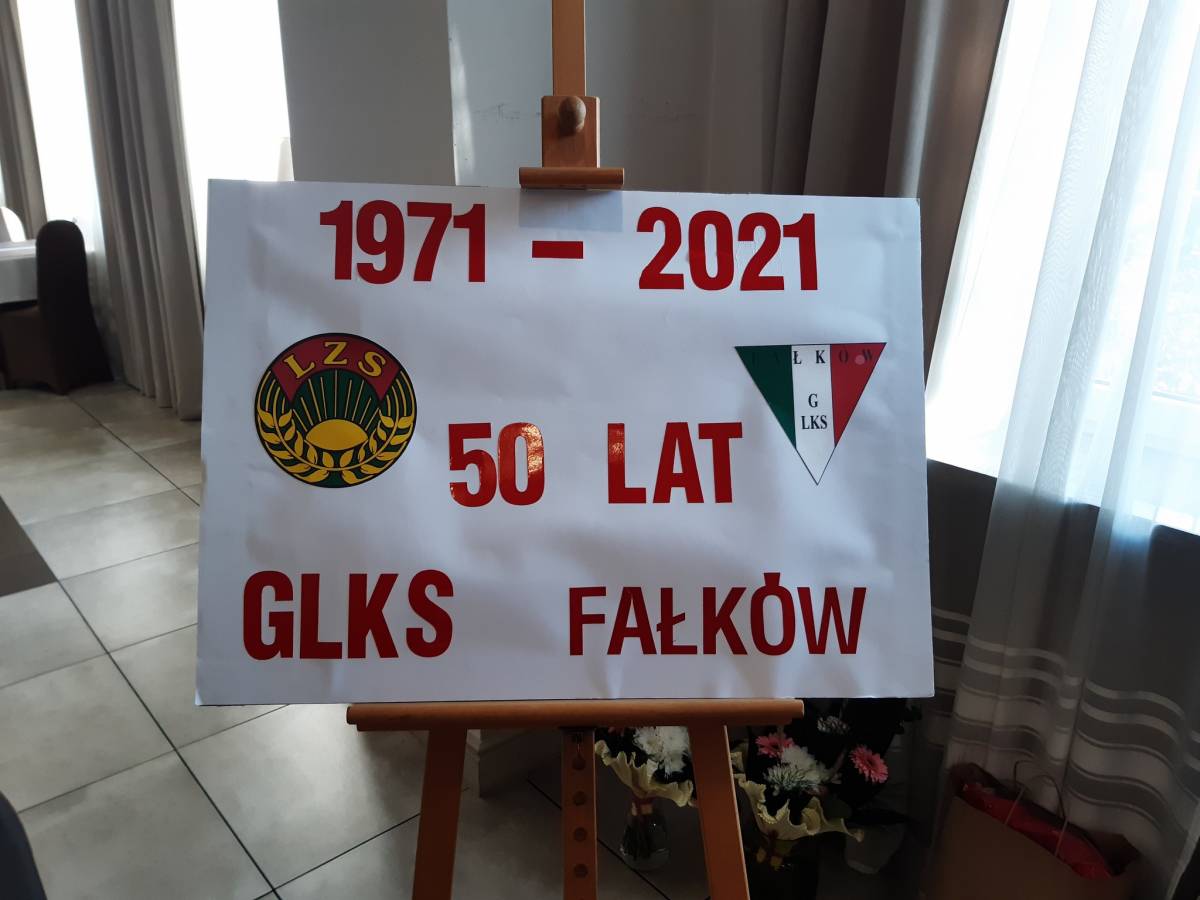 1971 - 2021
LZS
FAŁKÓW
G
LKS
50 LAT
GLKS FAŁKÓW